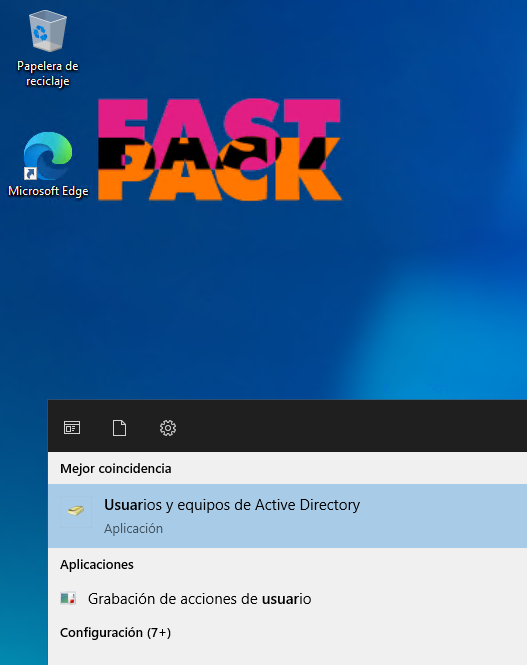 Papelera de
reciclaje
Microsoft Edge
FAST
PACK
Mejor coincidencia
Usuarios y equipos de Active Directory
Aplicación
Aplicaciones
Grabación de acciones de usuario
Configuración (7+)